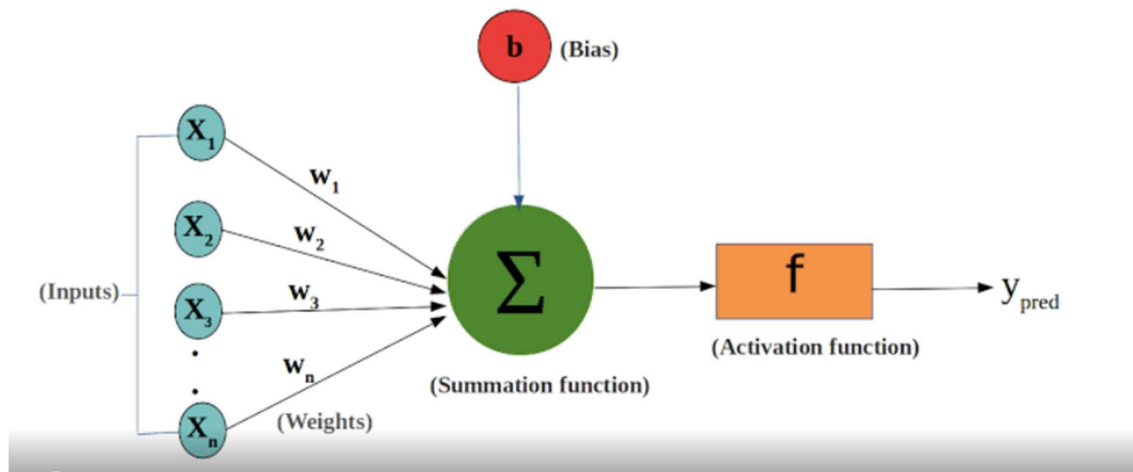 b (Bias)
X1
w1
X2
w2
(Inputs)
X3
w3
.
.
Xn
wn
(Weights)
Σ
(Summation function)
f
(Activation function)
ypred